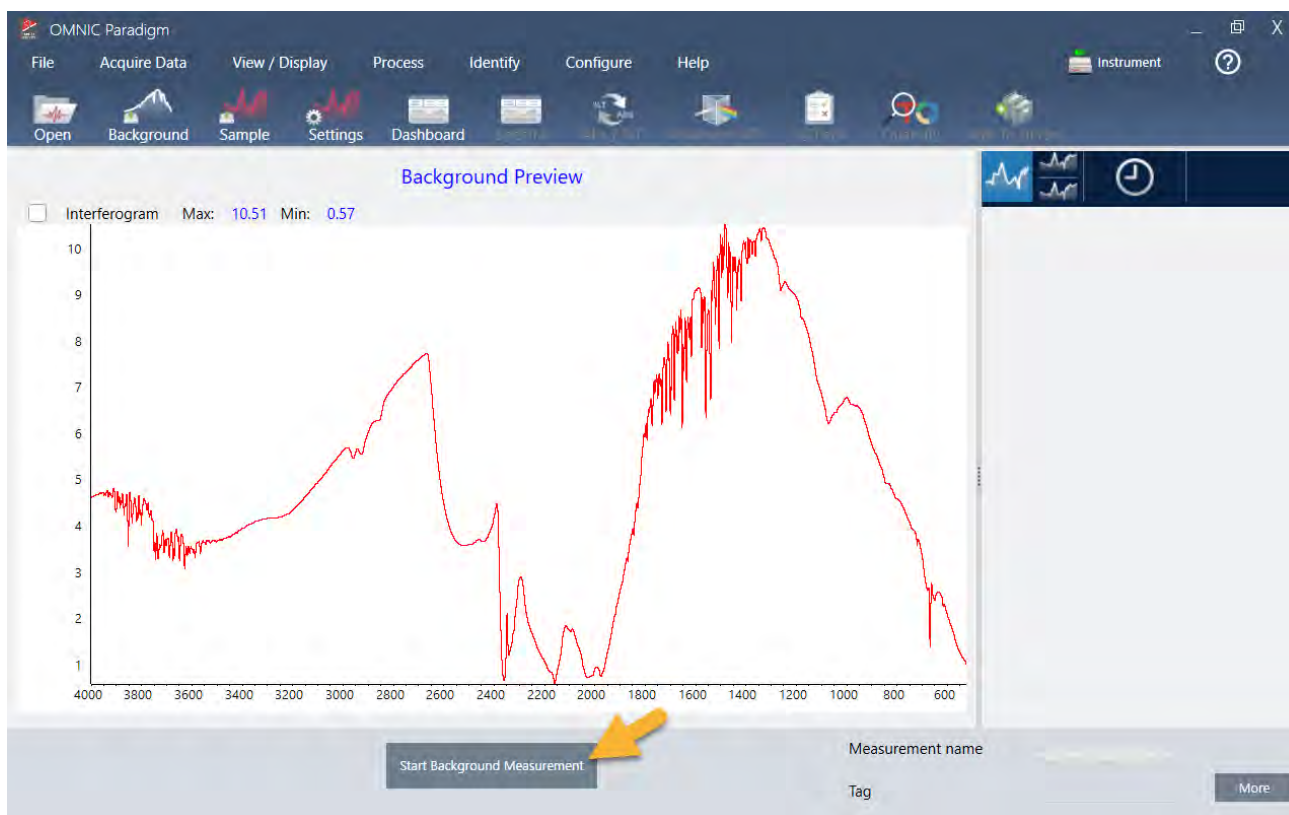 OMNIC Paradigm
X
File Acquire Data View / Display Process Identify Configure Help Instrument ?
Open Background Sample Settings Dashboard
Background Preview
Interferogram Max: 10.51 Min: 0.57
10
9
8
7
6
5
4
3
2
1
4000 3800 3600 3400 3200 3000 2800 2600 2400 2200 2000 1800 1600 1400 1200 1000 800 600
Start Background Measurement
Measurement name
Tag
More